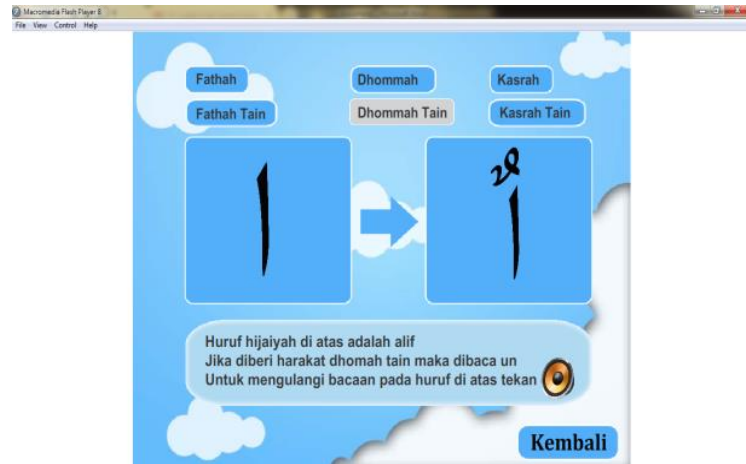 Macromedia Flash Player 8
File View Control Help
Fathah Dhommah Kasrah
Fathah Tain Dhommah Tain Kasrah Tain
ا اٌ
Huruf hijaiyah di atas adalah alif
Jika diberi harakat dhomah tain maka dibaca un
Untuk mengulangi bacaan pada huruf di atas tekan
Kembali